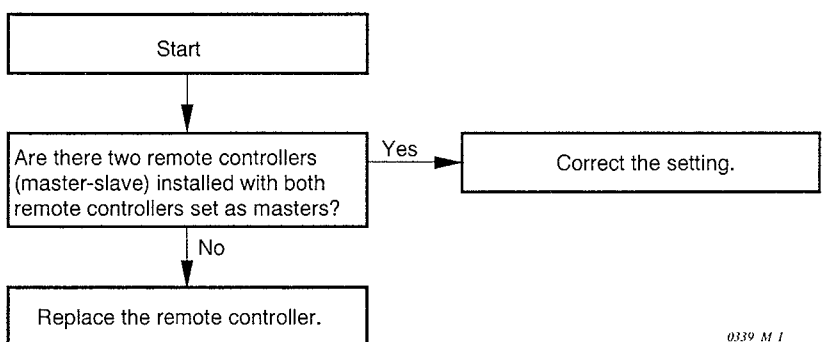 Start
Are there two remote controllers
(master-slave) installed with both
remote controllers set as masters?
Yes
Correct the setting.
No
Replace the remote controller.
0339_M_I